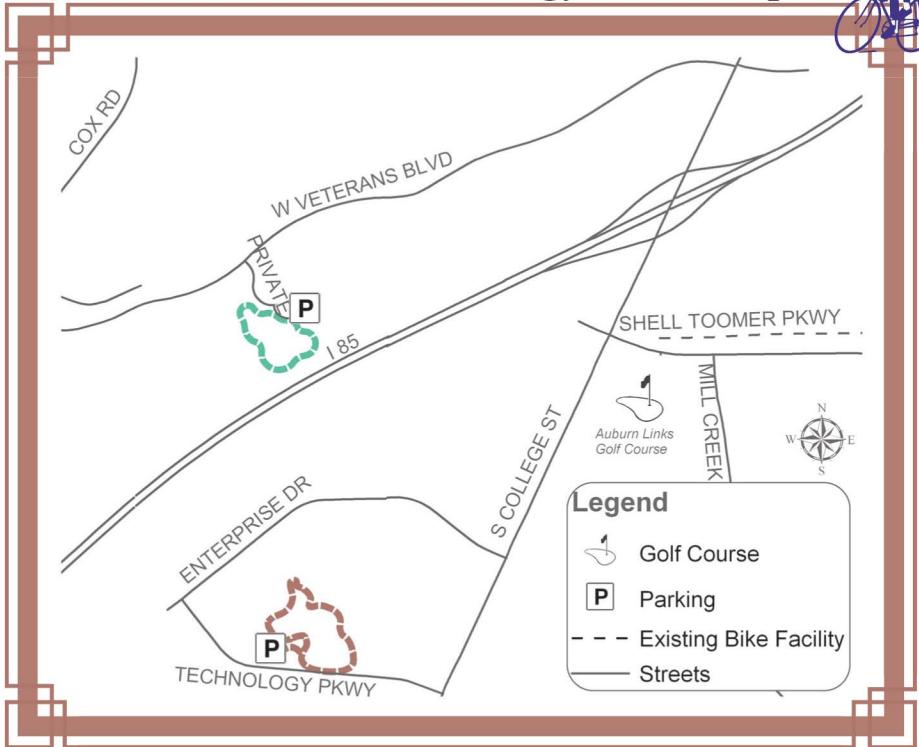 COX RD
W VETERANS BLVD
PRIVATE
P
I 85
SHELL TOOMER PKWY
MILL CREEK
Auburn Links
Golf Course
N
W
E
S
S COLLEGE ST
ENTERPRISE DR
P
TECHNOLOGY PKWY
Legend
Golf Course
P Parking
Existing Bike Facility
Streets